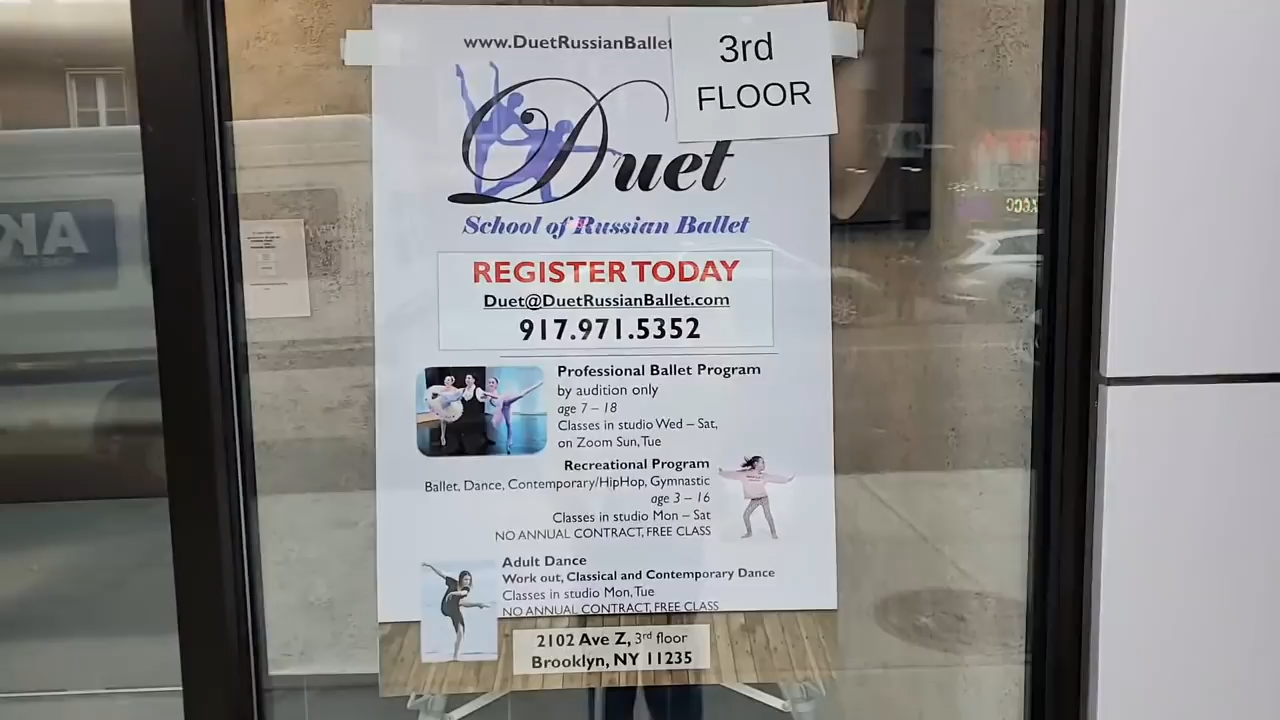 www.DuetRussianBallet
3rd
FLOOR
Duet
School of Russian Ballet
REGISTER TODAY
Duet@DuetRussianBallet.com
917.971.5352
Professional Ballet Program
by audition only
age 7 – 18
Classes in studio Wed – Sat,
on Zoom Sun, Tue
Recreational Program
Ballet, Dance, Contemporary/HipHop, Gymnastic
age 3 – 16
Classes in studio Mon – Sat
NO ANNUAL CONTRACT, FREE CLASS
Adult Dance
Work out, Classical and Contemporary Dance
Classes in studio Mon, Tue
NO ANNUAL CONTRACT, FREE CLASS
2102 Ave Z, 3rd floor
Brooklyn, NY 11235